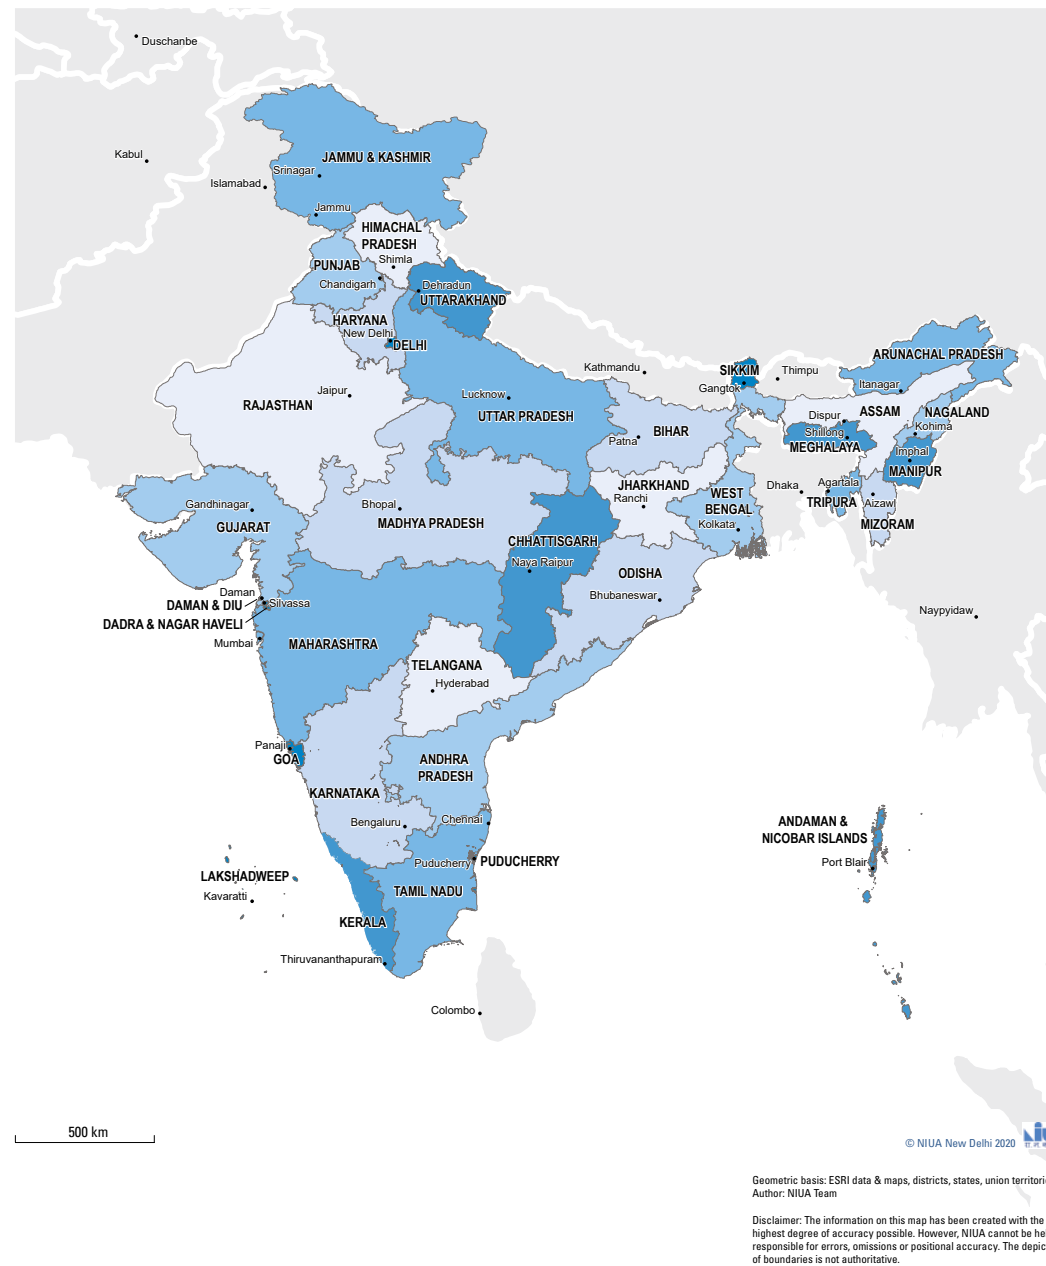 Duschanbe
Kabul
Islamabad
JAMMU & KASHMIR
Srinagar
Jammu
HIMACHAL
PRADESH
Shimla
PUNJAB
Chandigarh
Dehradun
UTTARAKHAND
HARYANA
New Delhi
DELHI
Kathmandu
SIKKIM
Gangtok
Thimpu
ARUNACHAL PRADESH
Itanagar
Jaipur
RAJASTHAN
Lucknow
UTTAR PRADESH
Patna
BIHAR
Dispur
ASSAM
NAGALAND
Kohima
Shillong
MEGHALAYA
Imphal
MANIPUR
Gandhinagar
GUJARAT
Bhopal
MADHYA PRADESH
JHARKHAND
Ranchi
WEST
BENGAL
Kolkata
Dhaka
Agartala
TRIPURA
Aizawl
MIZORAM
CHHATTISGARH
Naya Raipur
ODISHA
Bhubaneswar
Daman
DAMAN & DIU
Silvassa
DADRA & NAGAR HAVELI
Mumbai
MAHARASHTRA
Naypyidaw
TELANGANA
Hyderabad
Panaji
GOA
ANDHRA
PRADESH
KARNATAKA
Bengaluru
Chennai
ANDAMAN &
NICOBAR ISLANDS
Port Blair
Puducherry
PUDUCHERRY
LAKSHADWEEP
Kavaratti
TAMIL NADU
KERALA
Thiruvananthapuram
Colombo
500 km
© NIUA New Delhi 2020
Geometric basis: ESRI data & maps, districts, states, union
Author: NIUA Team
Disclaimer: The information on this map has been created with the
highest degree of accuracy possible. However, NIUA cannot be
responsible for errors, omissions or positional accuracy. The
of boundaries is not authoritative.